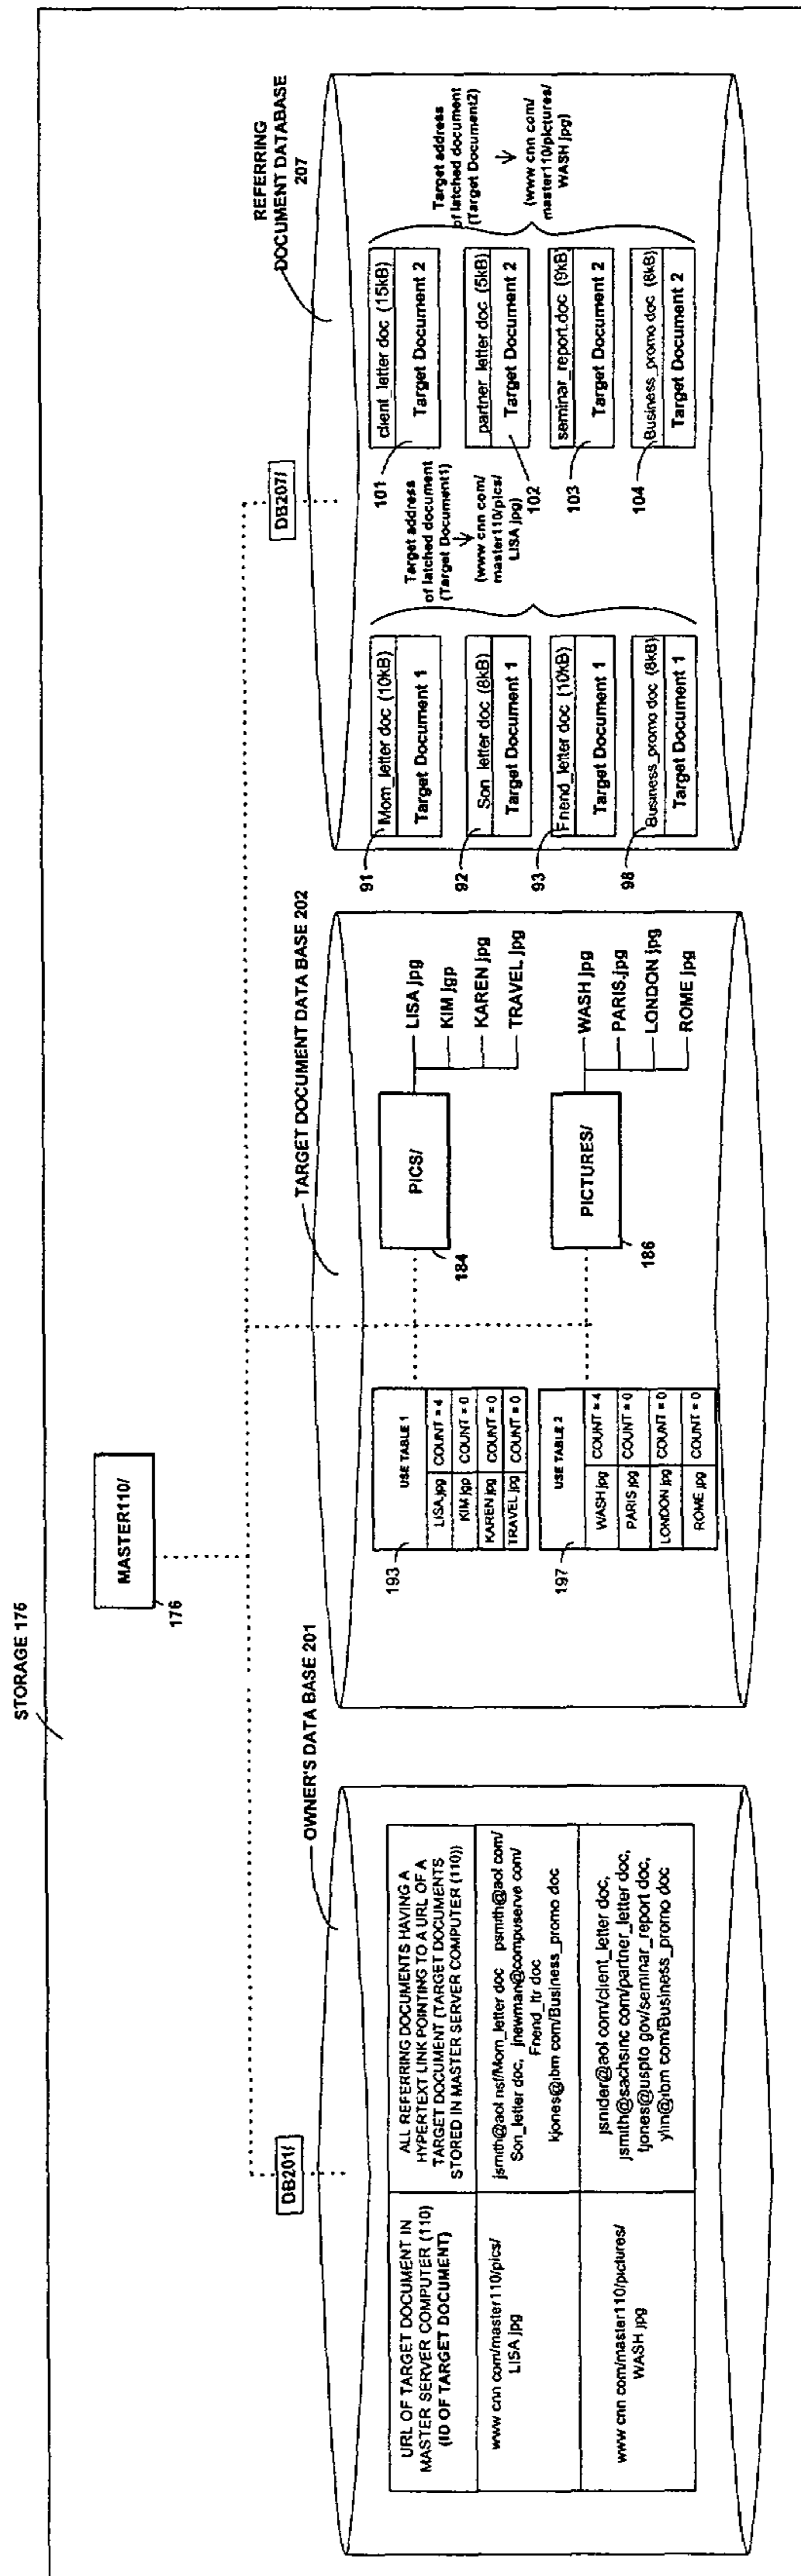 STORAGE 175
MASTER110/
176
DB201/
OWNER'S DATA BASE 201
URL OF TARGET DOCUMENT IN
MASTER SERVER COMPUTER (110)
(ID OF TARGET DOCUMENT)
ALL REFERRING DOCUMENTS HAVING A
HYPERTEXT LINK POINTING TO A URL OF A
TARGET DOCUMENT (TARGET DOCUMENTS
STORED IN MASTER SERVER COMPUTER (110))
www cnn com/master110/pics/
LISA jpg
jsmith@aol nsf/Mom_letter doc psmith@aol com/
Son_letter doc, jnewman@compuserve com/
Fnend_ltr doc
kjones@ibm com/Business_promo doc
www cnn com/master110/pictures/
WASH jpg
jsnider@aol com/client_letter doc,
jsmith@sachsinc com/partner_letter doc,
tjones@uspto gov/seminar_report doc,
ylin@ibm com/Business_promo doc
TARGET DOCUMENT DATA BASE 202
193
USE TABLE 1
LISA.jpg COUNT = 4
KIM jgp COUNT = 0
KAREN jpg COUNT = 0
TRAVEL jpg COUNT = 0
197
USE TABLE 2
WASH jpg COUNT = 4
PARIS jpg COUNT = 0
LONDON jpg COUNT = 0
ROME jpg COUNT = 0
PICS/
184
LISA jpg
KIM jgp
KAREN jpg
TRAVEL jpg
PICTURES/
186
WASH jpg
PARIS.jpg
LONDON jpg
ROME jpg
DB207/
REFERRING
DOCUMENT DATABASE
207
91
Mom_letter doc (10kB)
Target Document 1
92
Son_letter doc (8kB)
Target Document 1
93
Fnend_letter doc (10kB)
Target Document 1
98
Business_promo doc (8kB)
Target Document 1
Target address
of latched document
(Target Document1)
(www cnn com/
master110/pics/
LISA jpg)
101
client_letter doc (15kB)
Target Document 2
102
partner_letter doc (5kB)
Target Document 2
103
seminar_report.doc (9kB)
Target Document 2
104
Business_promo doc (6kB)
Target Document 2
Target address
of latched document
(Target Document2)
(www cnn com/
master110/pictures/
WASH jpg)